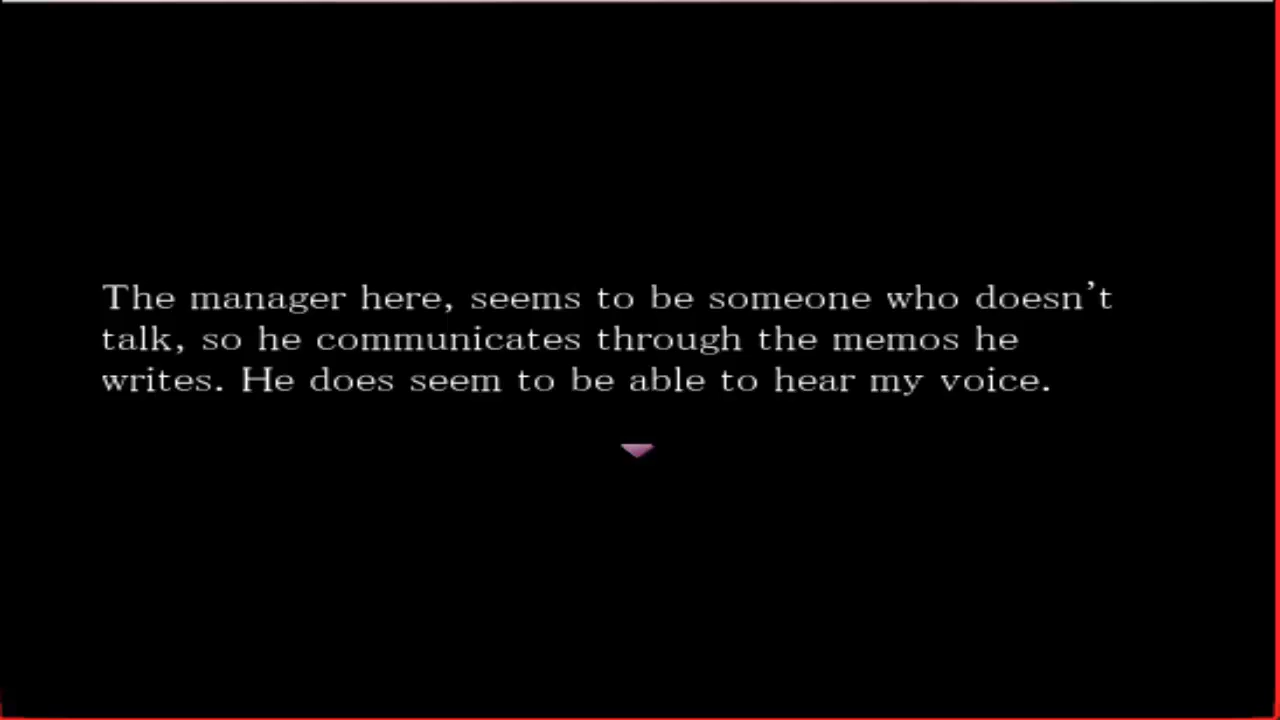 The manager here, seems to be someone who doesn't
talk, so he communicates through the memos he
writes. He does seem to be able to hear my voice.